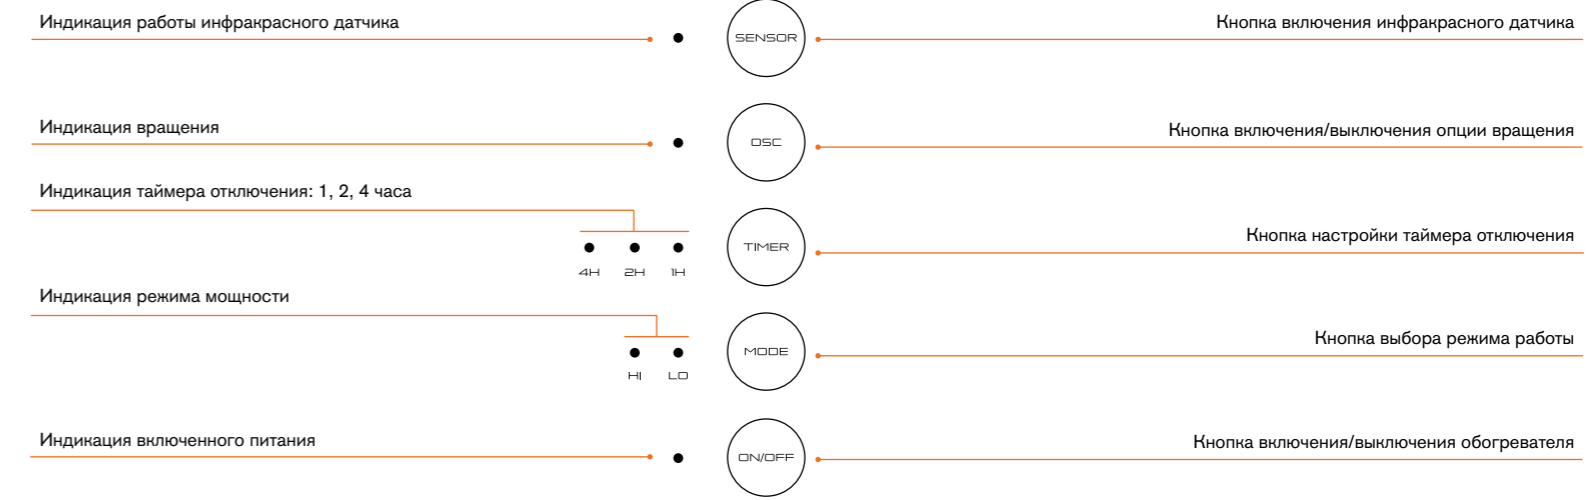 Индикация работы инфракрасного датчика
SENSOR
Кнопка включения инфракрасного датчика
Индикация вращения
OSC
Кнопка включения/выключения опции вращения
Индикация таймера отключения: 1, 2, 4 часа
TIMER
Кнопка настройки таймера отключения
4H 2H 1H
Индикация режима мощности
MODE
Кнопка выбора режима работы
HI LO
Индикация включенного питания
ON/OFF
Кнопка включения/выключения обогревателя